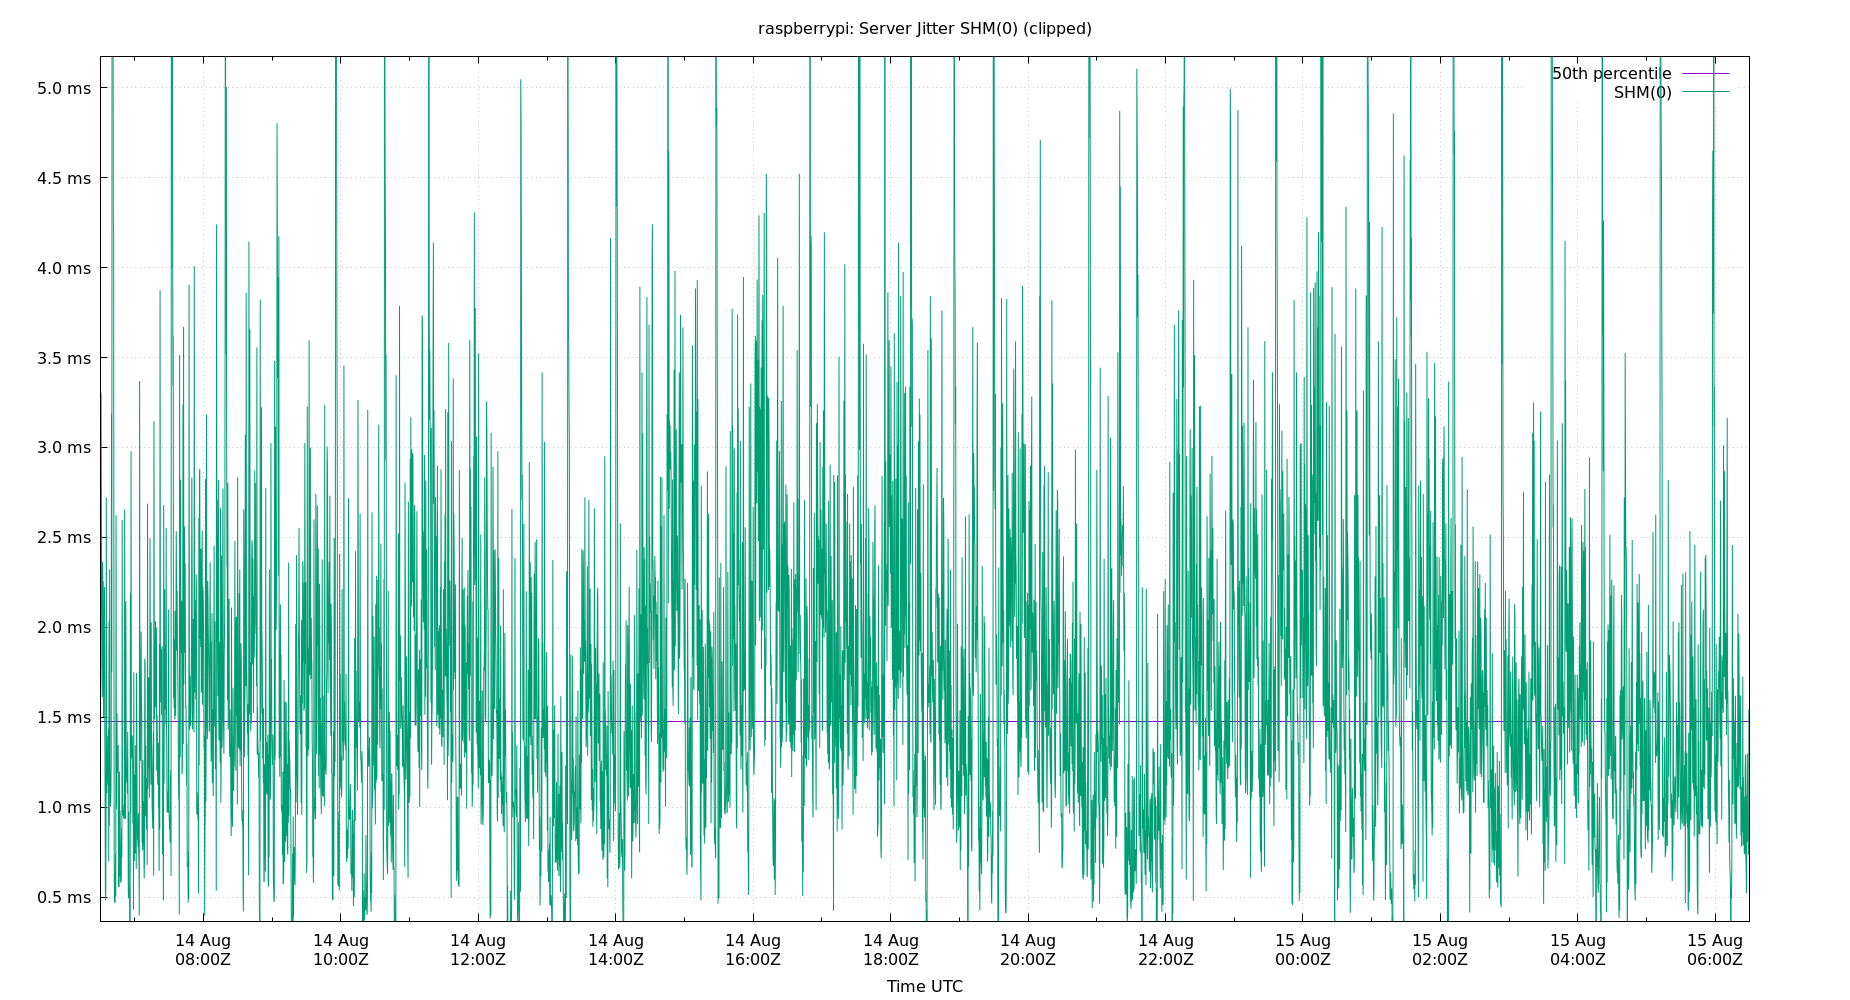 raspberrypi: Server Jitter SHM(0) (clipped)
50th percentile
SHM(0)
5.0 ms
4.5 ms
4.0 ms
3.5 ms
3.0 ms
2.5 ms
2.0 ms
1.5 ms
1.0 ms
0.5 ms
14 Aug 14 Aug 14 Aug 14 Aug 14 Aug 14 Aug 14 Aug 14 Aug 15 Aug 15 Aug 15 Aug 15 Aug
08:00Z 10:00Z 12:00Z 14:00Z 16:00Z 18:00Z 20:00Z 22:00Z 00:00Z 02:00Z 04:00Z 06:00Z
Time UTC